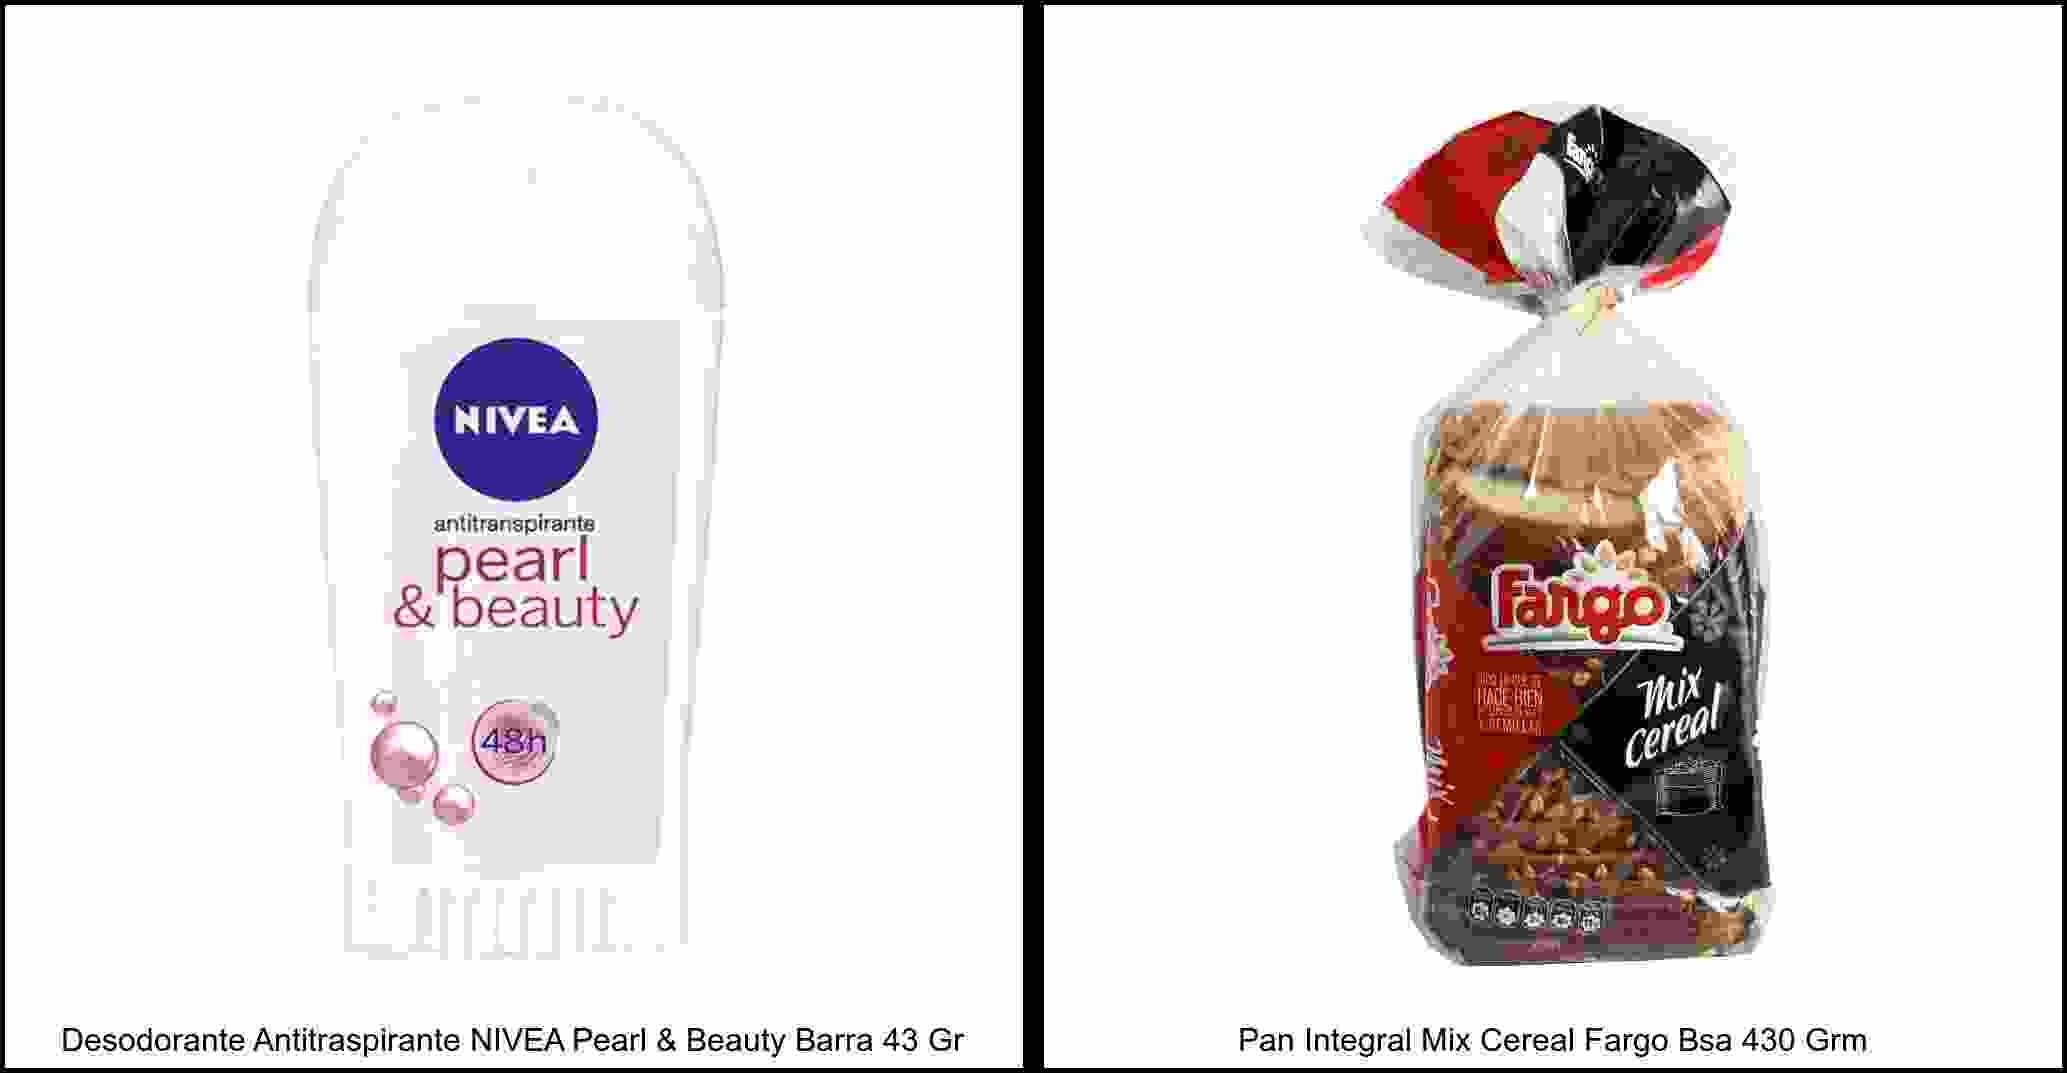 NIVEA
antitranspirante
pearl
& beauty
48h
Desodorante Antitraspirante NIVEA Pearl & Beauty Barra 43 Gr
Fargo
Fargo
HACE BIEN
Mix
Cereal
Pan Integral Mix Cereal Fargo Bsa 430 Grm